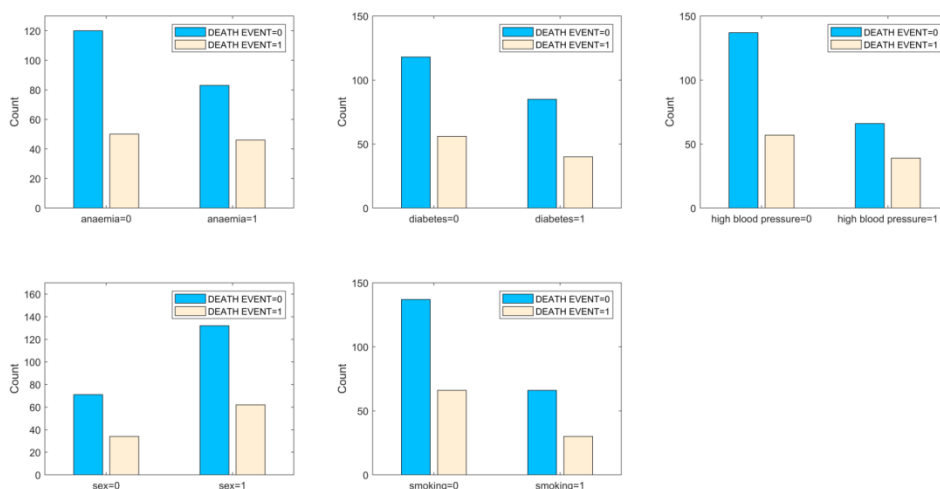 DEATH EVENT=0
DEATH EVENT=1
120
100
80
60
40
20
0
Count
anaemia=0 anaemia=1
DEATH EVENT=0
DEATH EVENT=1
150
100
50
0
Count
diabetes=0 diabetes=1
DEATH EVENT=0
DEATH EVENT=1
150
100
50
0
Count
high blood pressure=0 high blood pressure=1
DEATH EVENT=0
DEATH EVENT=1
160
140
120
100
80
60
40
20
0
Count
sex=0 sex=1
DEATH EVENT=0
DEATH EVENT=1
150
100
50
0
Count
smoking=0 smoking=1